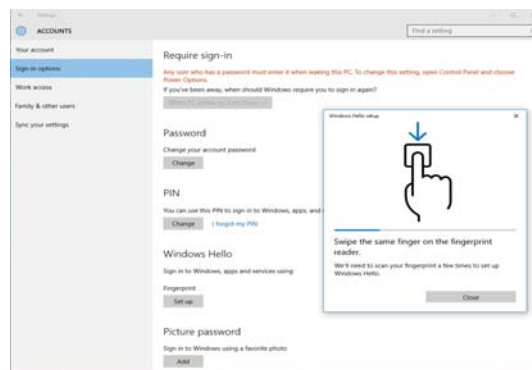 Settings
ACCOUNTS
Find a setting
Your account
Sign-in options
Work access
Family & other users
Sync your settings
Require sign-in
Any user who has a password must enter it when waking this PC. To change this setting, open Control Panel and choose
Power Options.
If you've been away, when should Windows require you to sign in again?
When PC wakes up from sleep
Password
Change your account password
Change
PIN
You can use this PIN to sign in to Windows, apps, and
Change
I forgot my PIN
Windows Hello
Sign in to Windows, apps and services using
Fingerprint
Set up
Picture password
Sign in to Windows using a favorite photo
Add
Windows Hello setup
Swipe the same finger on the fingerprint
reader.
We'll need to scan your fingerprint a few times to set up
Windows Hello.
Close